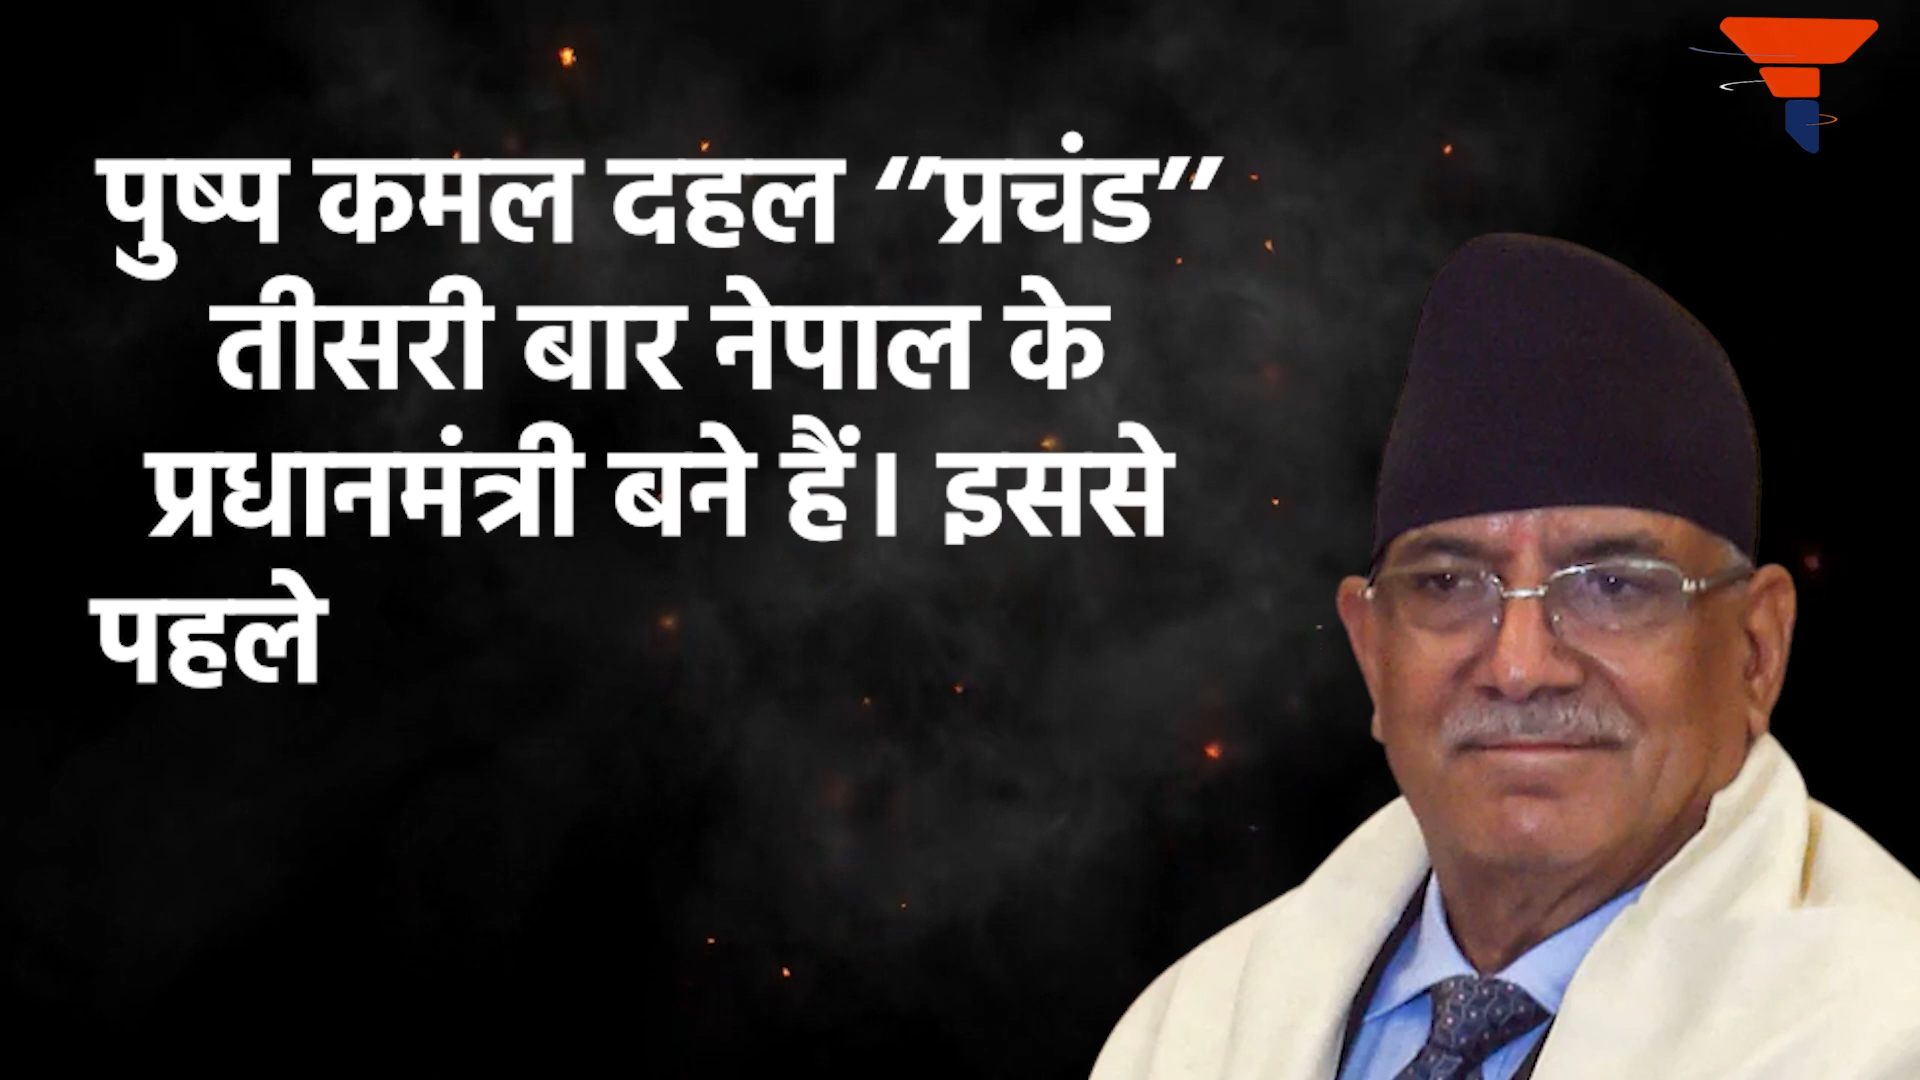 पुष्प कमल दहल “प्रचंड”
तीसरी बार नेपाल के
प्रधानमंत्री बने हैं। इससे
पहले